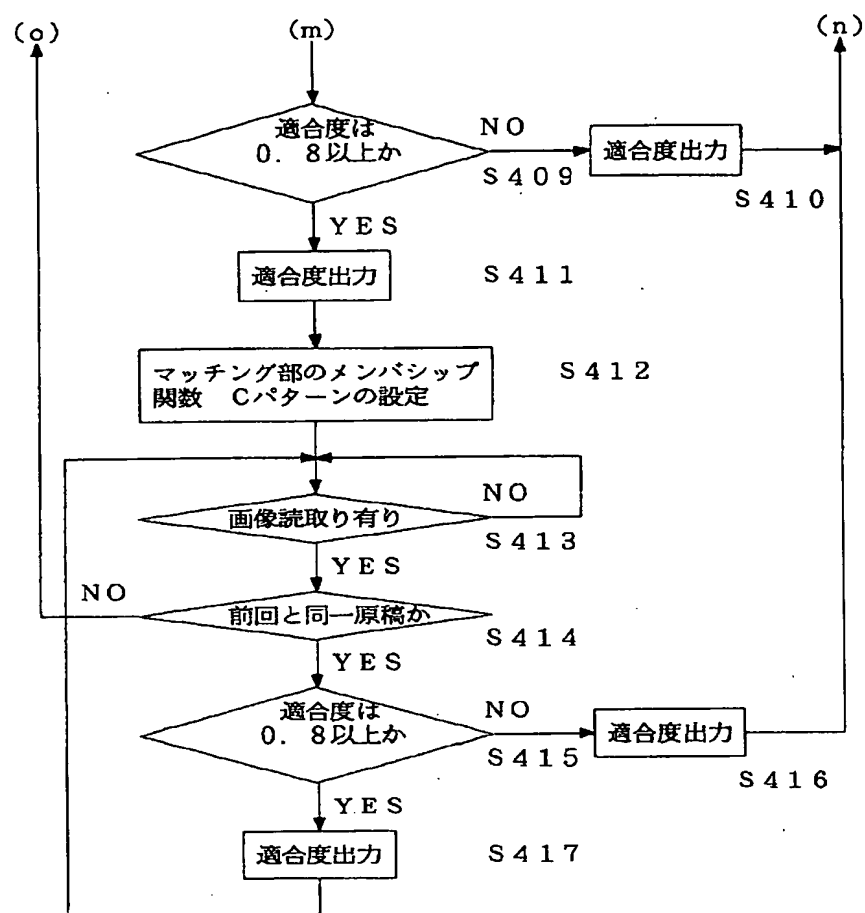 (o)
(m)
(n)
適合度は
0.8以上か
NO
S409
適合度出力
S410
YES
適合度出力
S411
マッチング部のメンバシップ
関数 Cパターンの設定
S412
画像読取り有り
NO
S413
YES
前回と同一原稿か
NO
S414
YES
適合度は
0.8以上か
NO
S415
適合度出力
S416
YES
適合度出力
S417